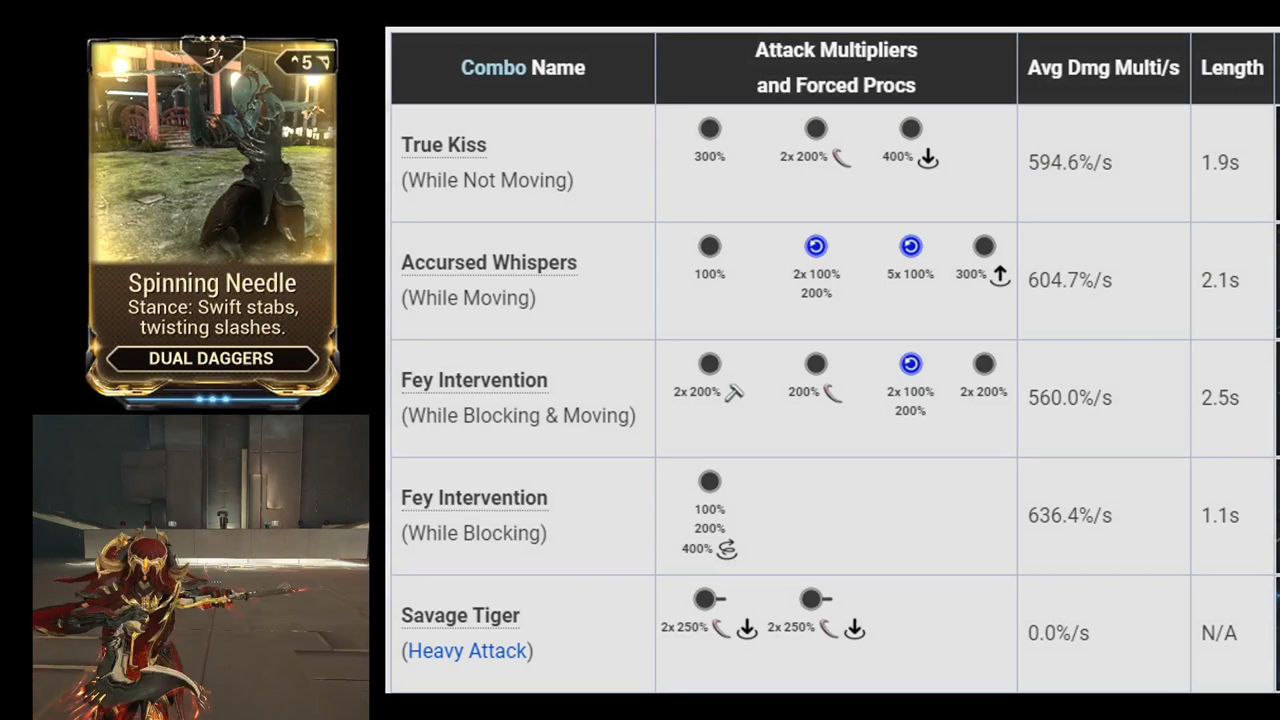 5
Spinning Needle
Stance: Swift stabs,
twisting slashes.
DUAL DAGGERS
Combo Name
Attack Multipliers
and Forced Procs
Avg Dmg Multi/s
Length
True Kiss
(While Not Moving)
300%
2x 200%
400%
594.6%/s
1.9s
Accursed Whispers
(While Moving)
100%
2x 100%
200%
5x 100%
300%
604.7%/s
2.1s
Fey Intervention
(While Blocking & Moving)
2x 200%
200%
2x 100%
200%
2x 200%
560.0%/s
2.5s
Fey Intervention
(While Blocking)
100%
200%
400%
636.4%/s
1.1s
Savage Tiger
(Heavy Attack)
2x 250%
2x 250%
0.0%/s
N/A